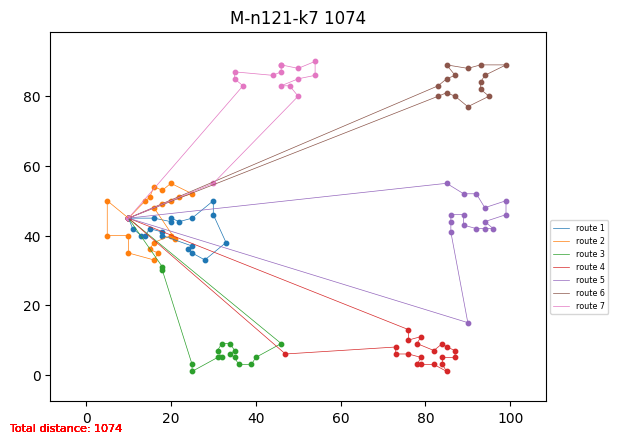 M-n121-k7 1074
80
60
40
20
0
0 20 40 60 80 100
route 1
route 2
route 3
route 4
route 5
route 6
route 7
Total distance: 1074